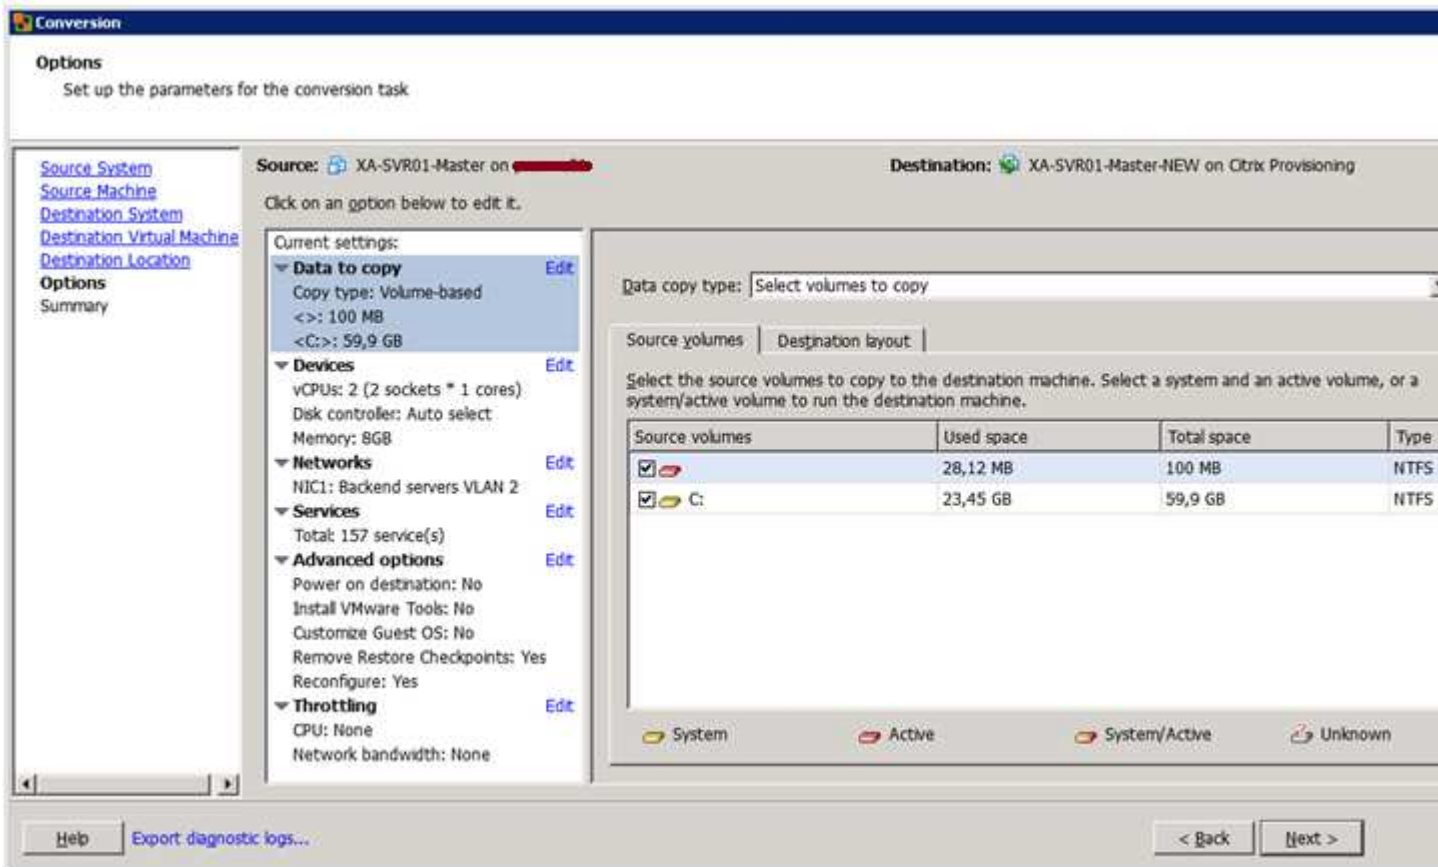 Conversion
Options
Set up the parameters for the conversion task
Source System
Source Machine
Destination System
Destination Virtual Machine
Destination Location
Options
Summary
Source: XA-SVR01-Master on
Destination: XA-SVR01-Master-NEW on Citrix Provisioning
Click on an option below to edit it.
Current settings:
Data to copy Edit
Copy type: Volume-based
<>: 100 MB
<C:>: 59,9 GB
Devices Edit
vCPUs: 2 (2 sockets * 1 cores)
Disk controller: Auto select
Memory: 8GB
Networks Edit
NIC1: Backend servers VLAN 2
Services Edit
Total: 157 service(s)
Advanced options Edit
Power on destination: No
Install VMware Tools: No
Customize Guest OS: No
Remove Restore Checkpoints: Yes
Reconfigure: Yes
Throttling Edit
CPU: None
Network bandwidth: None
Data copy type: Select volumes to copy
Source volumes Destination layout
Select the source volumes to copy to the destination machine. Select a system and an active volume, or a
system/active volume to run the destination machine.
Source volumes Used space Total space Type
28,12 MB 100 MB NTFS
C: 23,45 GB 59,9 GB NTFS
System Active System/Active Unknown
Help Export diagnostic logs... < Back Next >